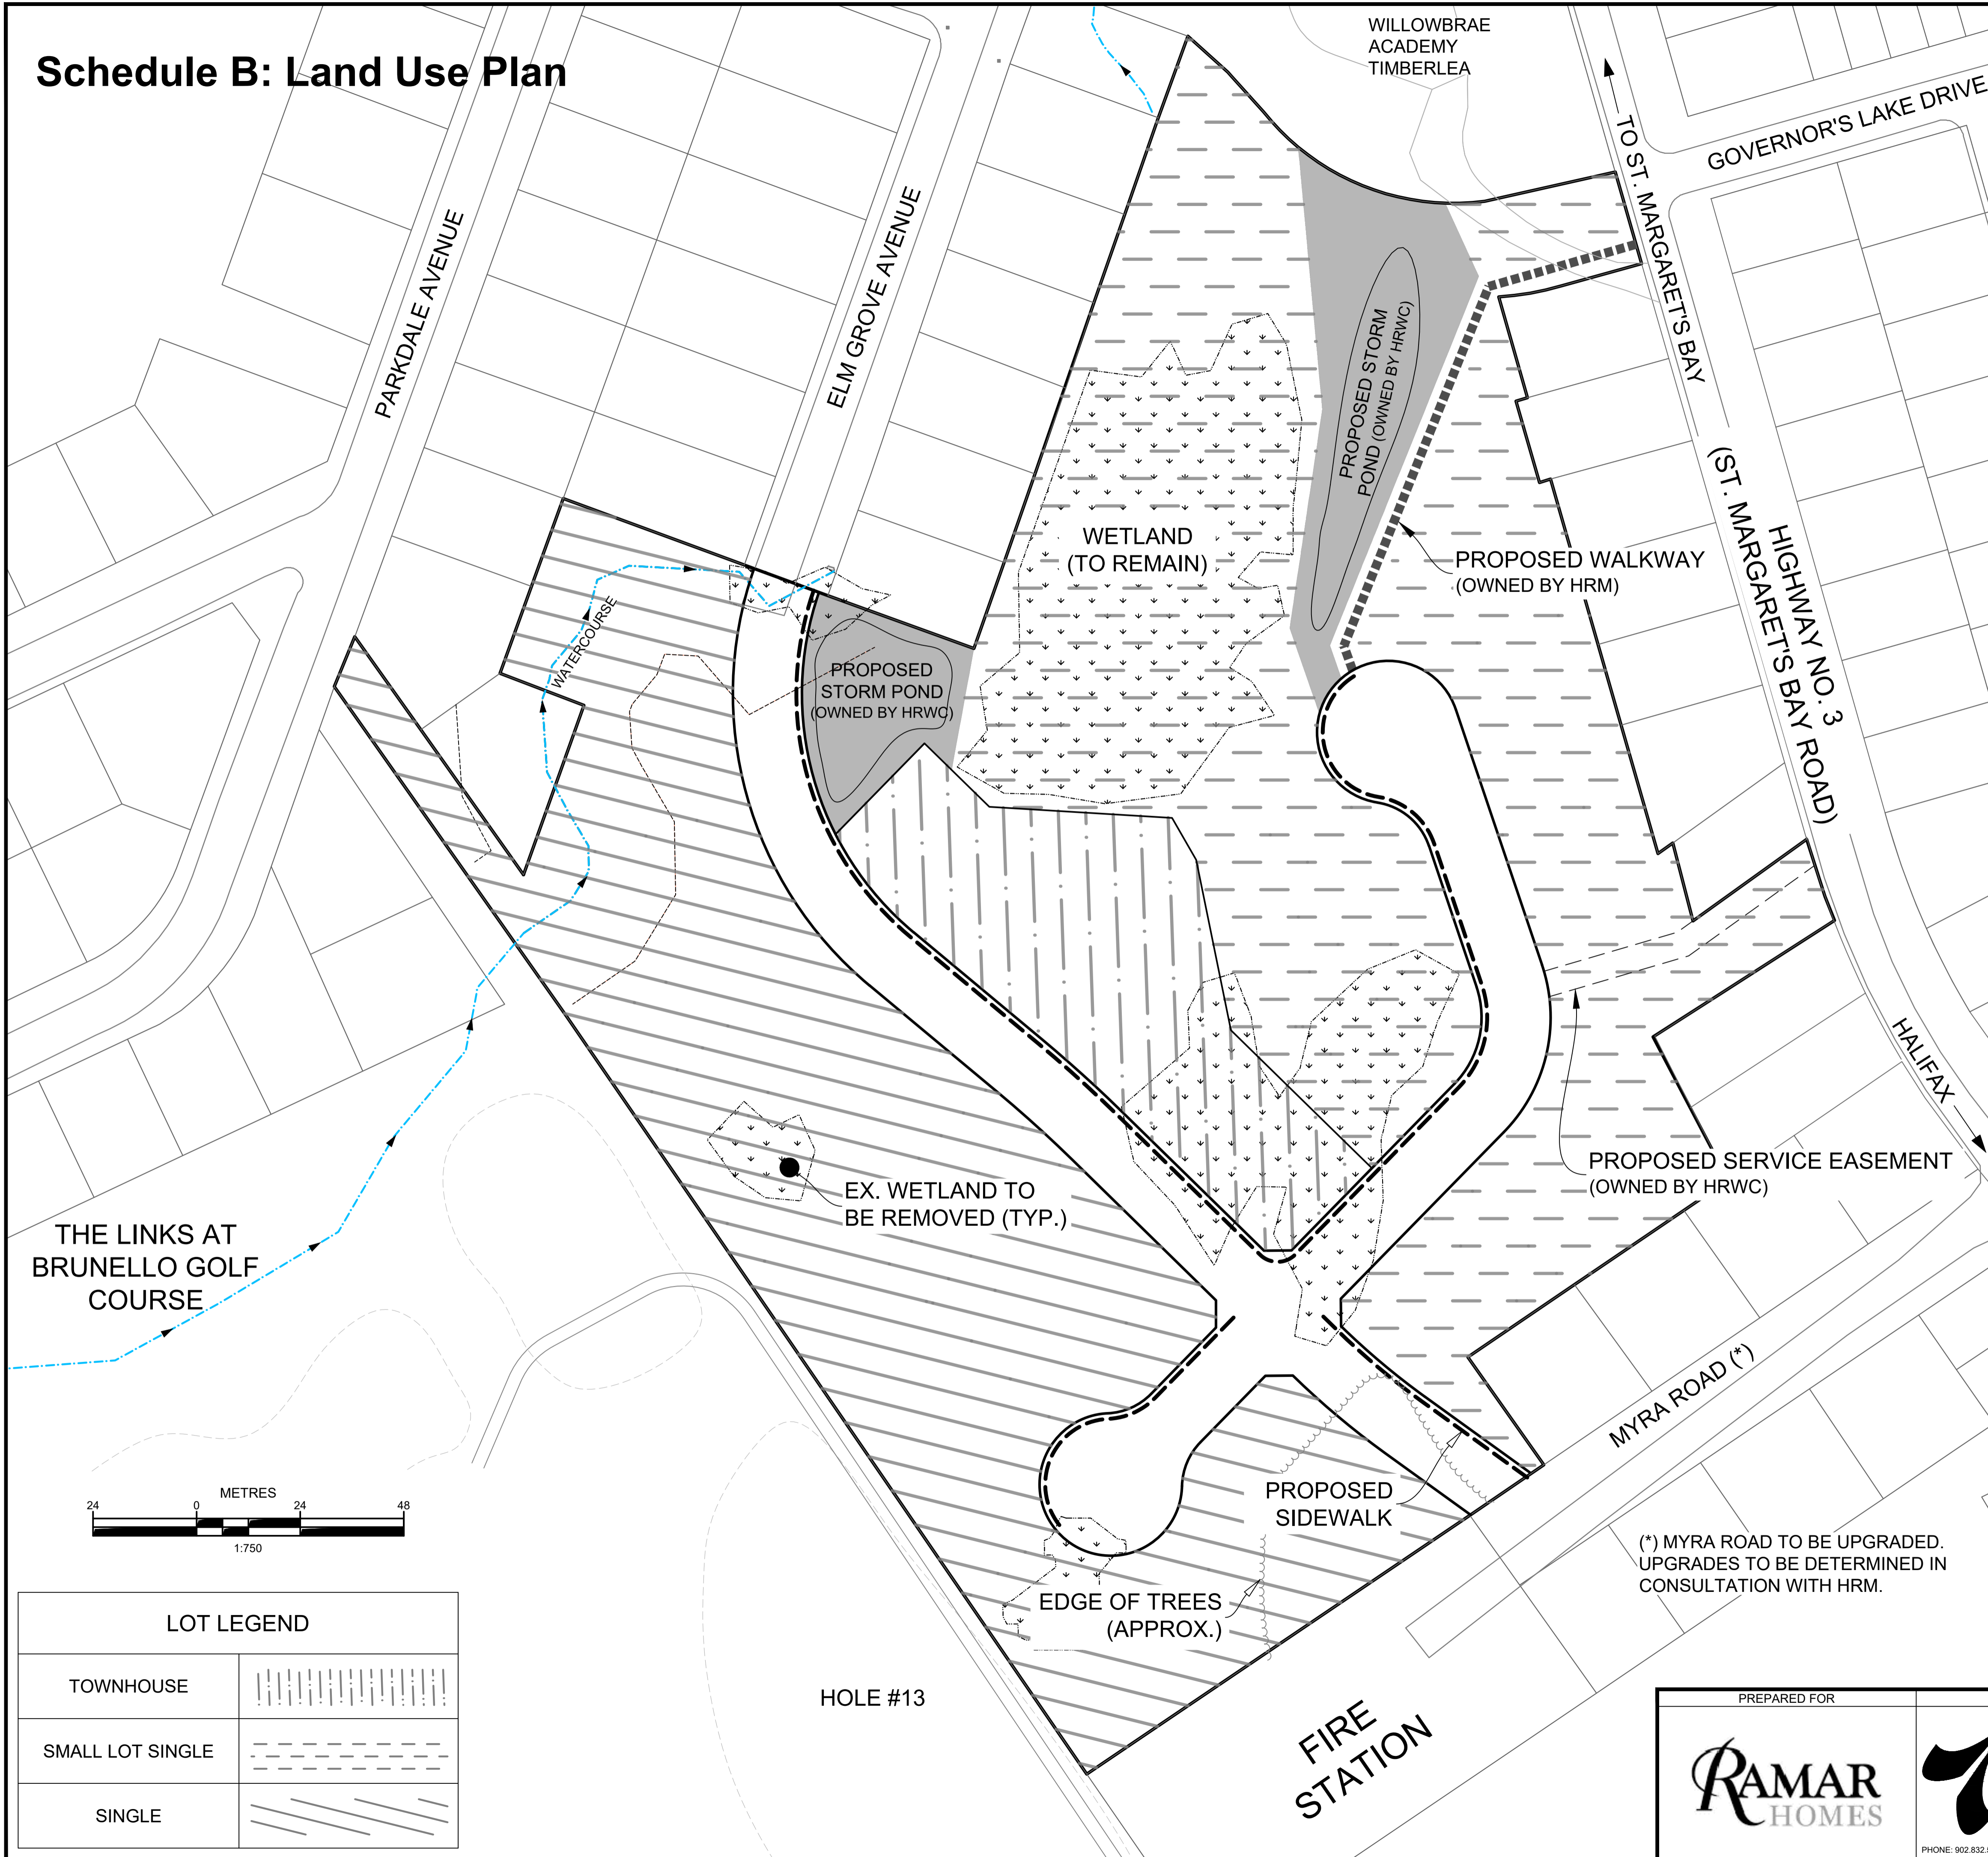 Schedule B: Land Use Plan
WILLOWBRAE
ACADEMY
TIMBERLEA
TO ST. MARGARET'S BAY
GOVERNOR'S LAKE DRIVE
PARKDALE AVENUE
ELM GROVE AVENUE
PROPOSED STORM
POND (OWNED BY HRWC)
WETLAND
(TO REMAIN)
PROPOSED WALKWAY
(OWNED BY HRM)
HIGHWAY NO. 3
(ST. MARGARET'S BAY ROAD)
WATERCOURSE
PROPOSED
STORM POND
(OWNED BY HRWC)
HALIFAX
PROPOSED SERVICE EASEMENT
(OWNED BY HRWC)
EX. WETLAND TO
BE REMOVED (TYP.)
THE LINKS AT
BRUNELLO GOLF
COURSE
MYRA ROAD (*)
PROPOSED
SIDEWALK
METRES
24 0 24 48
1:750
(*) MYRA ROAD TO BE UPGRADED.
UPGRADES TO BE DETERMINED IN
CONSULTATION WITH HRM.
EDGE OF TREES
(APPROX.)
LOT LEGEND
TOWNHOUSE
SMALL LOT SINGLE
SINGLE
HOLE #13
FIRE
STATION
PREPARED FOR
RAMAR
HOMES
PHONE: 902.832.